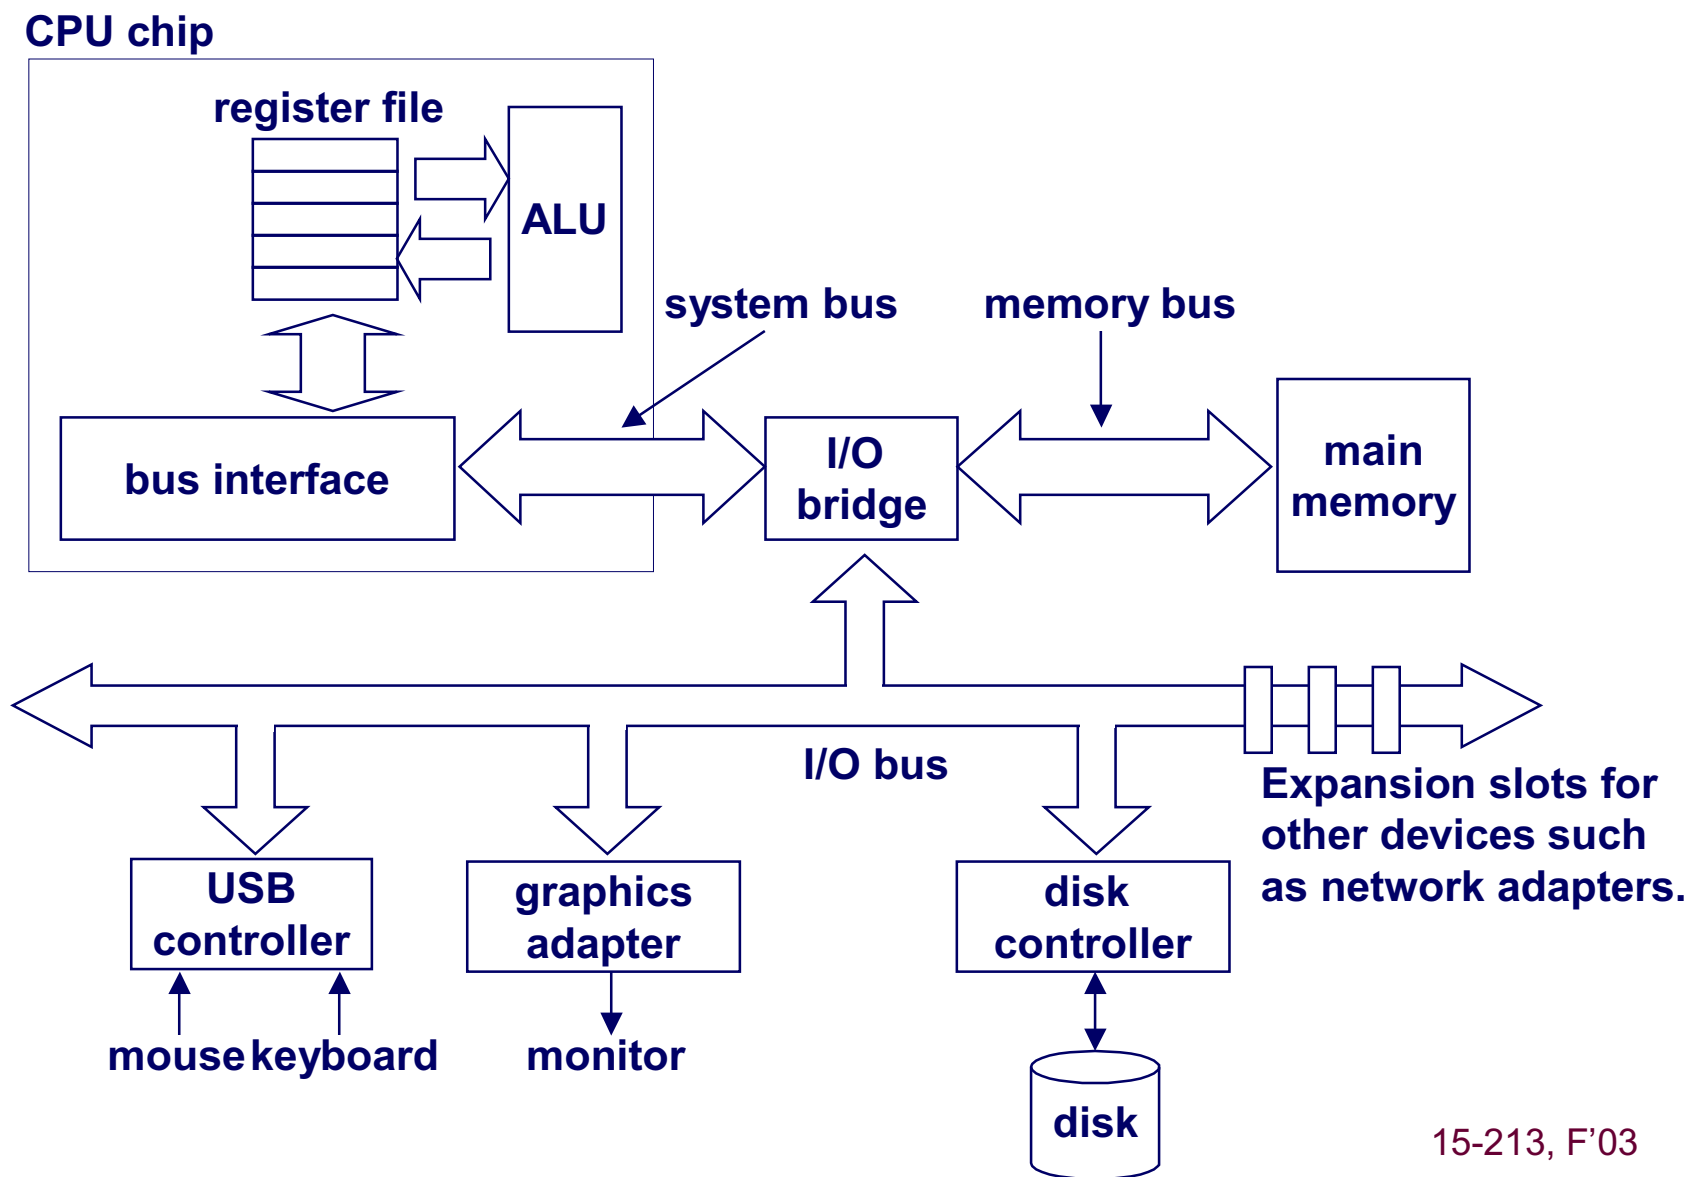 CPU chip
register file
ALU
system bus
memory bus
bus interface
I/O
bridge
main
memory
I/O bus
Expansion slots for
other devices such
as network adapters.
USB
controller
graphics
adapter
disk
controller
mouse
keyboard
monitor
disk
15-213, F’03